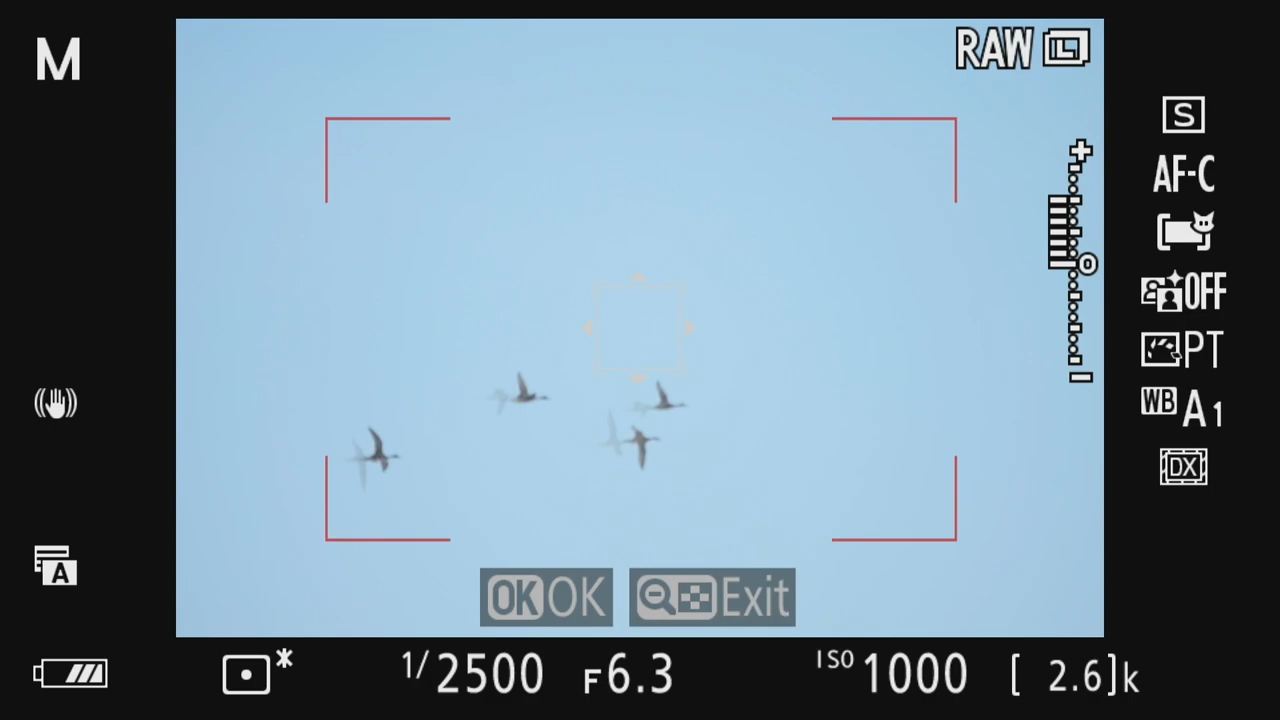 M
RAW L
S
AF-C
OFF
PT
WB A1
DX
A
OK OK
Exit
1/2500
F6.3
ISO 1000
[ 2.6]k